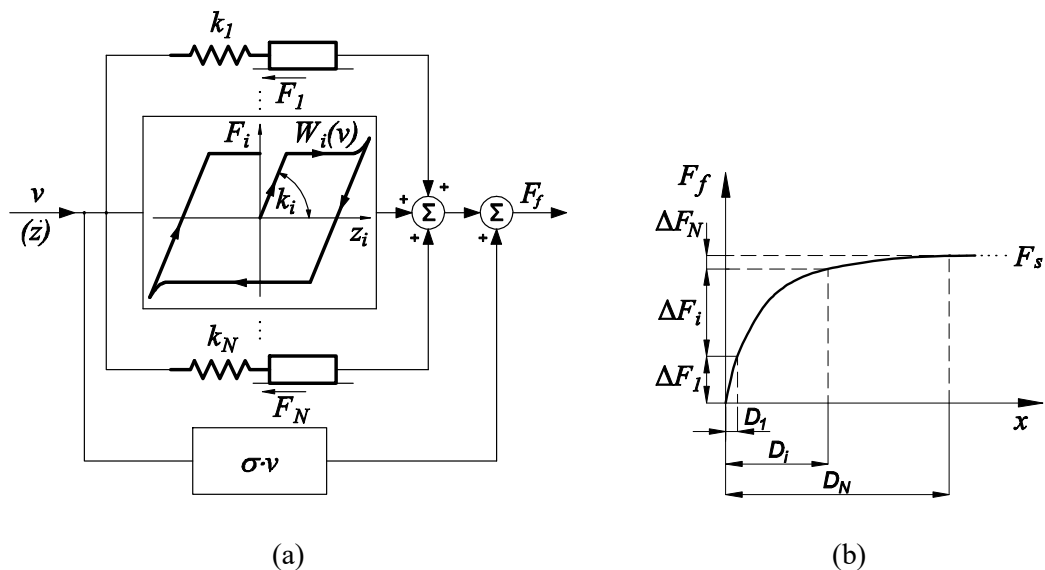 k1
F1
Fi
Wi(v)
ki
zi
v
(ż)
+
+
+
Σ
+
+
Σ
Ff
kN
FN
σ·v
(a)
Ff
ΔFN
Fs
ΔFi
ΔF1
D1
x
Di
DN
(b)